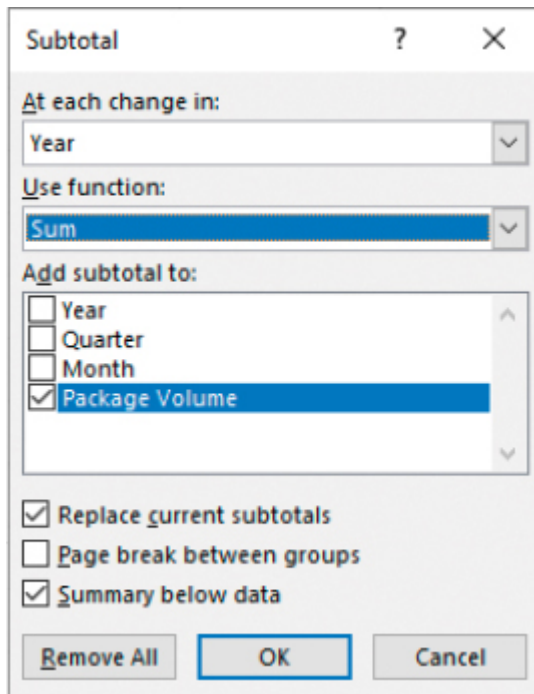 Subtotal ?
At each change in:
Year
Use function:
Sum
Add subtotal to:
Year
Quarter
Month
Package Volume
Replace current subtotals
Page break between groups
Summary below data
Remove All OK Cancel